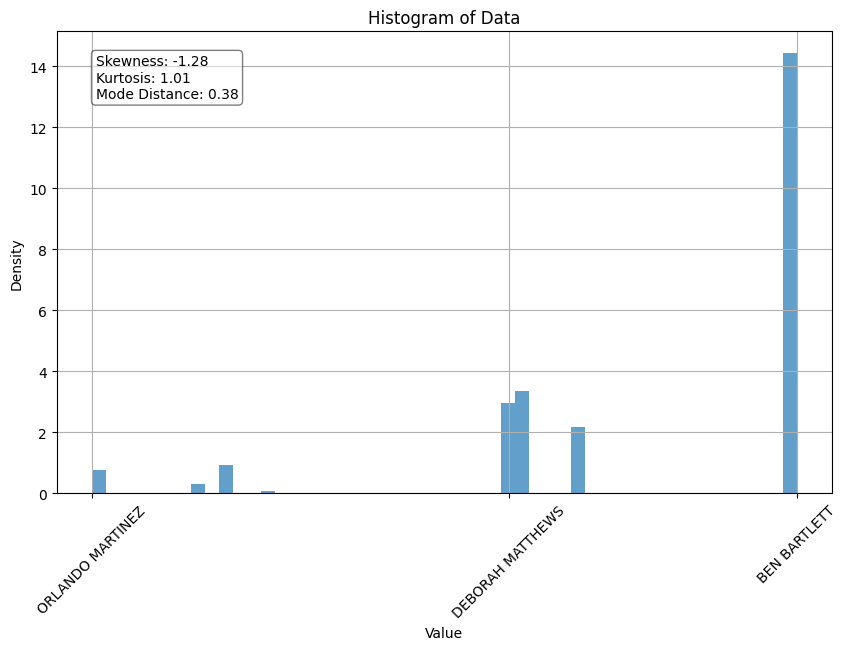 Histogram of Data
Skewness: -1.28
Kurtosis: 1.01
Mode Distance: 0.38
14
12
10
8
6
4
2
0
Density
ORLANDO MARTINEZ
DEBORAH MATTHEWS
BEN BARTLETT
Value